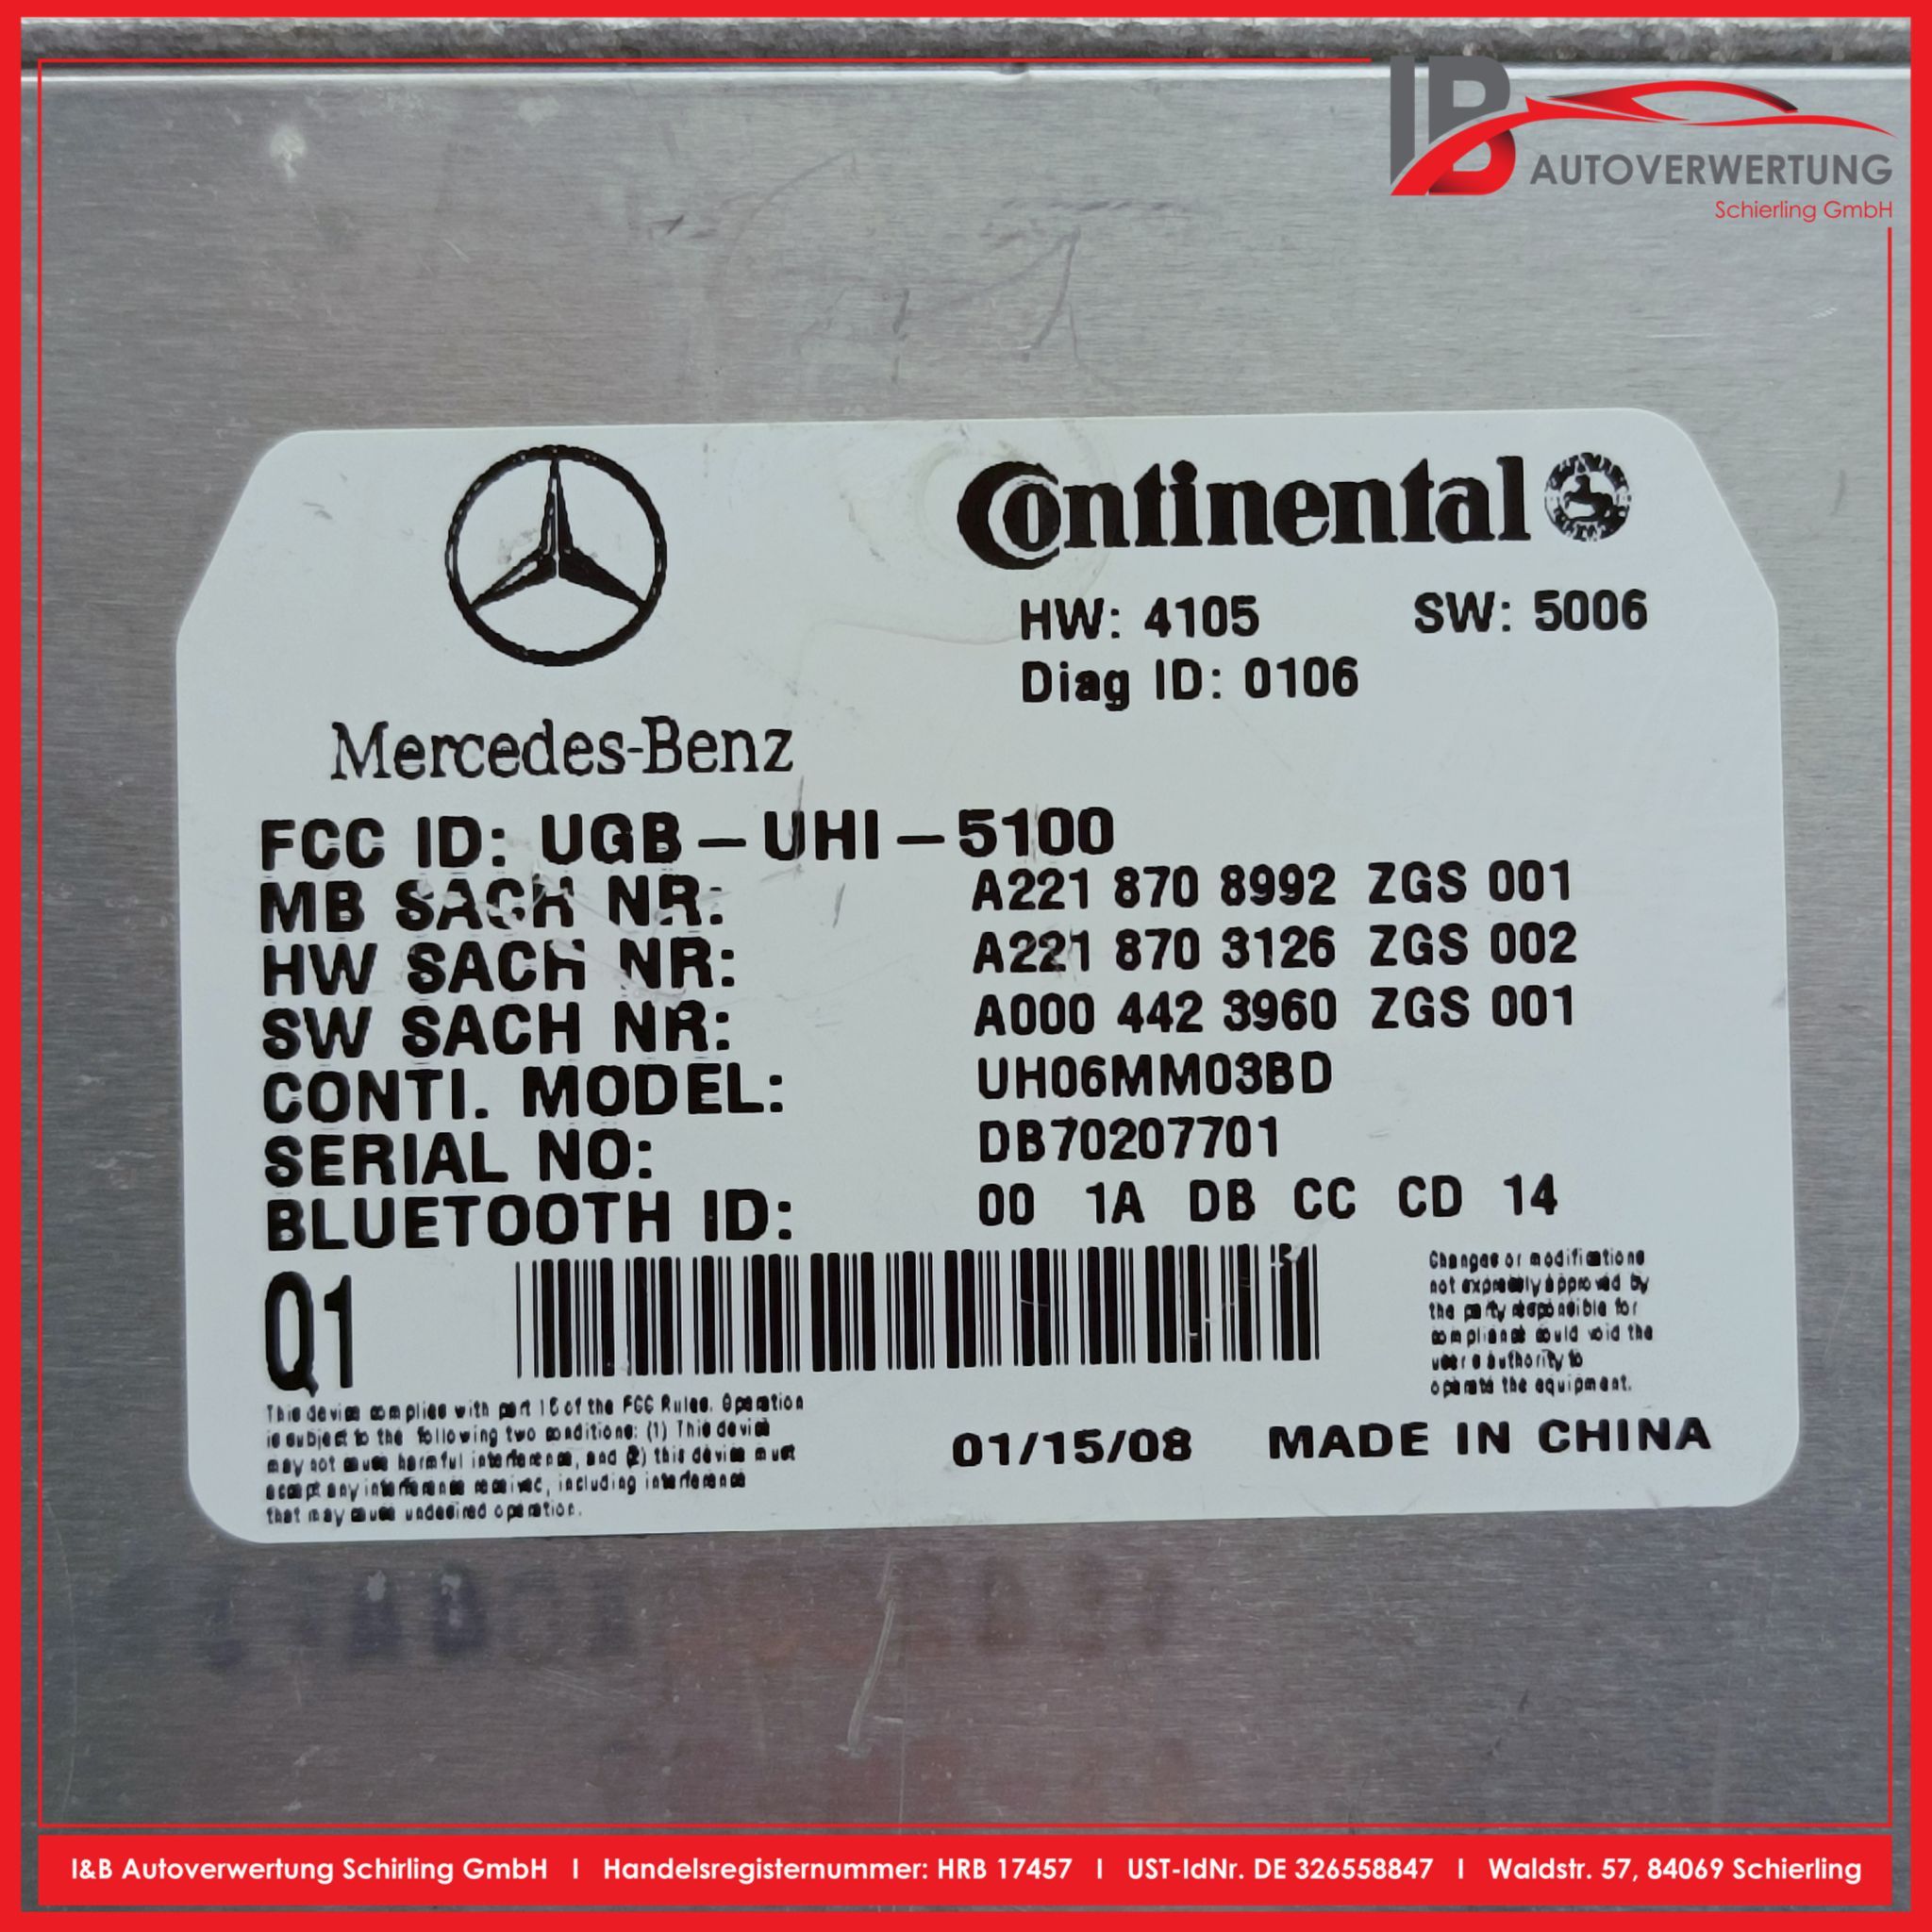 IB
AUTOVERWERTUNG
Schierling GmbH
Continental
HW: 4105 SW: 5006
Diag ID: 0106
Mercedes-Benz
FCC ID: UGB-UHI-5100
MB SACH NR: A221 870 8992 ZGS 001
HW SACH NR: A221 870 3126 ZGS 002
SW SACH NR: A000 442 3960 ZGS 001
CONTI. MODEL: UH06MM03BD
SERIAL NO: DB70207701
BLUETOOTH ID: 00 1A DB CC CD 14
Q1
Changes or modifications
not expressly approved by
the party responsible for
compliance could void the
user s authority to
operate the equipment.
This device complies with part 15 of the FCC Rules. Operation
is subject to the following two conditions: (1) This device
may not cause harmful interference, and (2) this device must
accept any interference received, including interference
that may cause undesired operation.
01/15/08 MADE IN CHINA
I&B Autoverwertung Schirling GmbH I Handelsregisternummer: HRB 17457 I UST-IdNr. DE 326558847 I Waldstr. 57, 84069 Schierling